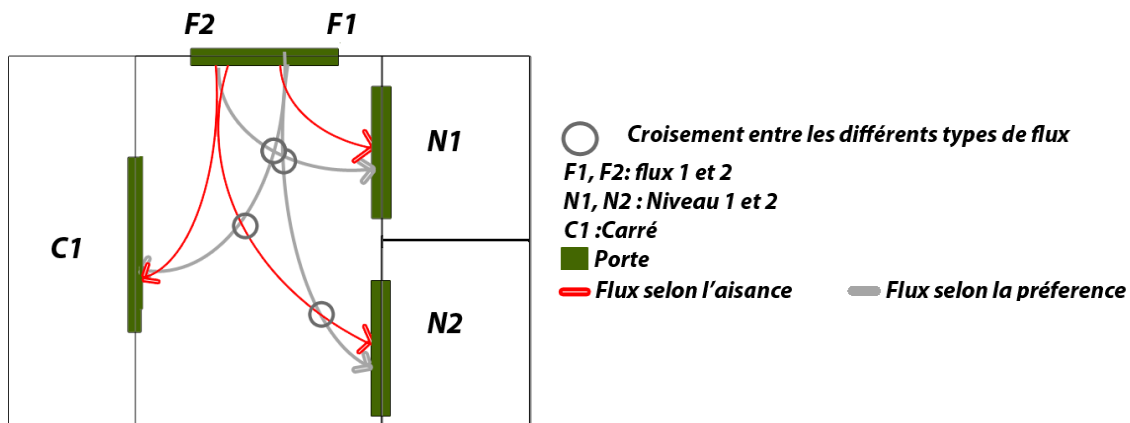 F2 F1
N1
C1
N2
Croisement entre les différents types de flux
F1, F2: flux 1 et 2
N1, N2 : Niveau 1 et 2
C1 :Carré
Porte
Flux selon l'aisance Flux selon la préference